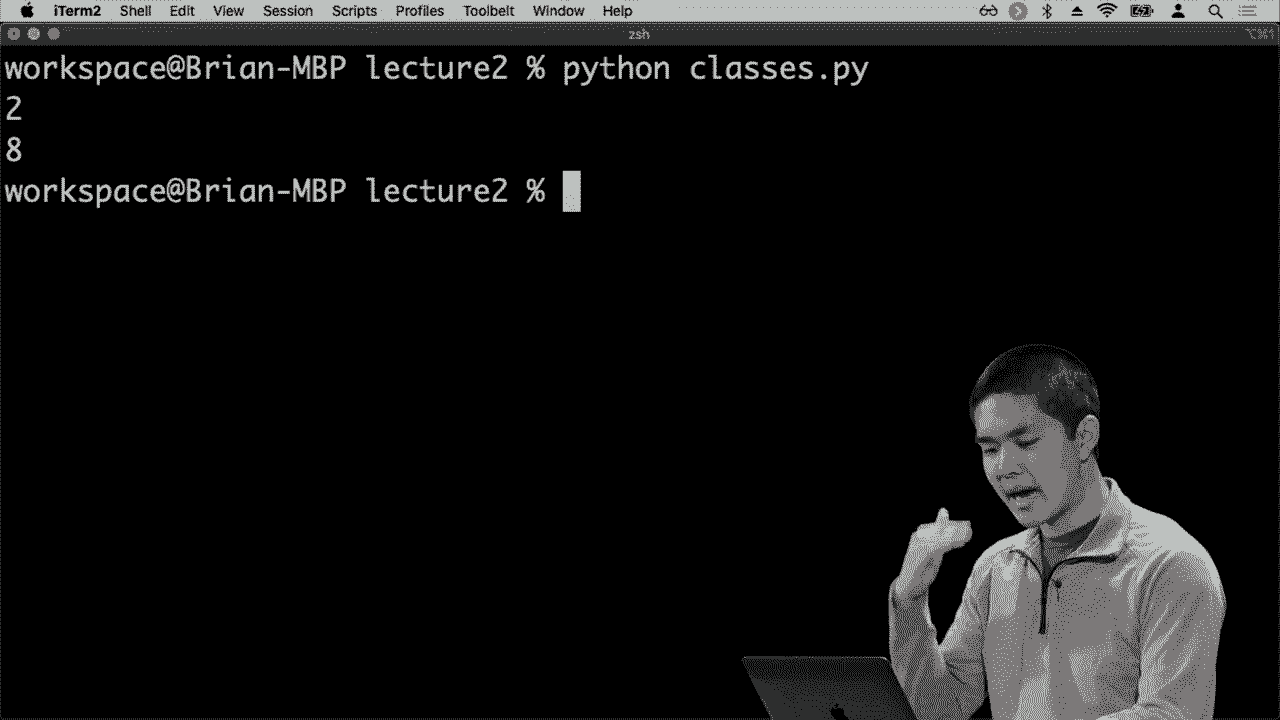 iTerm2 Shell Edit View Session Scripts Profiles Toolbelt Window Help
zsh ⌥⌘1
workspace@Brian-MBP lecture2 % python classes.py
2
8
workspace@Brian-MBP lecture2 %